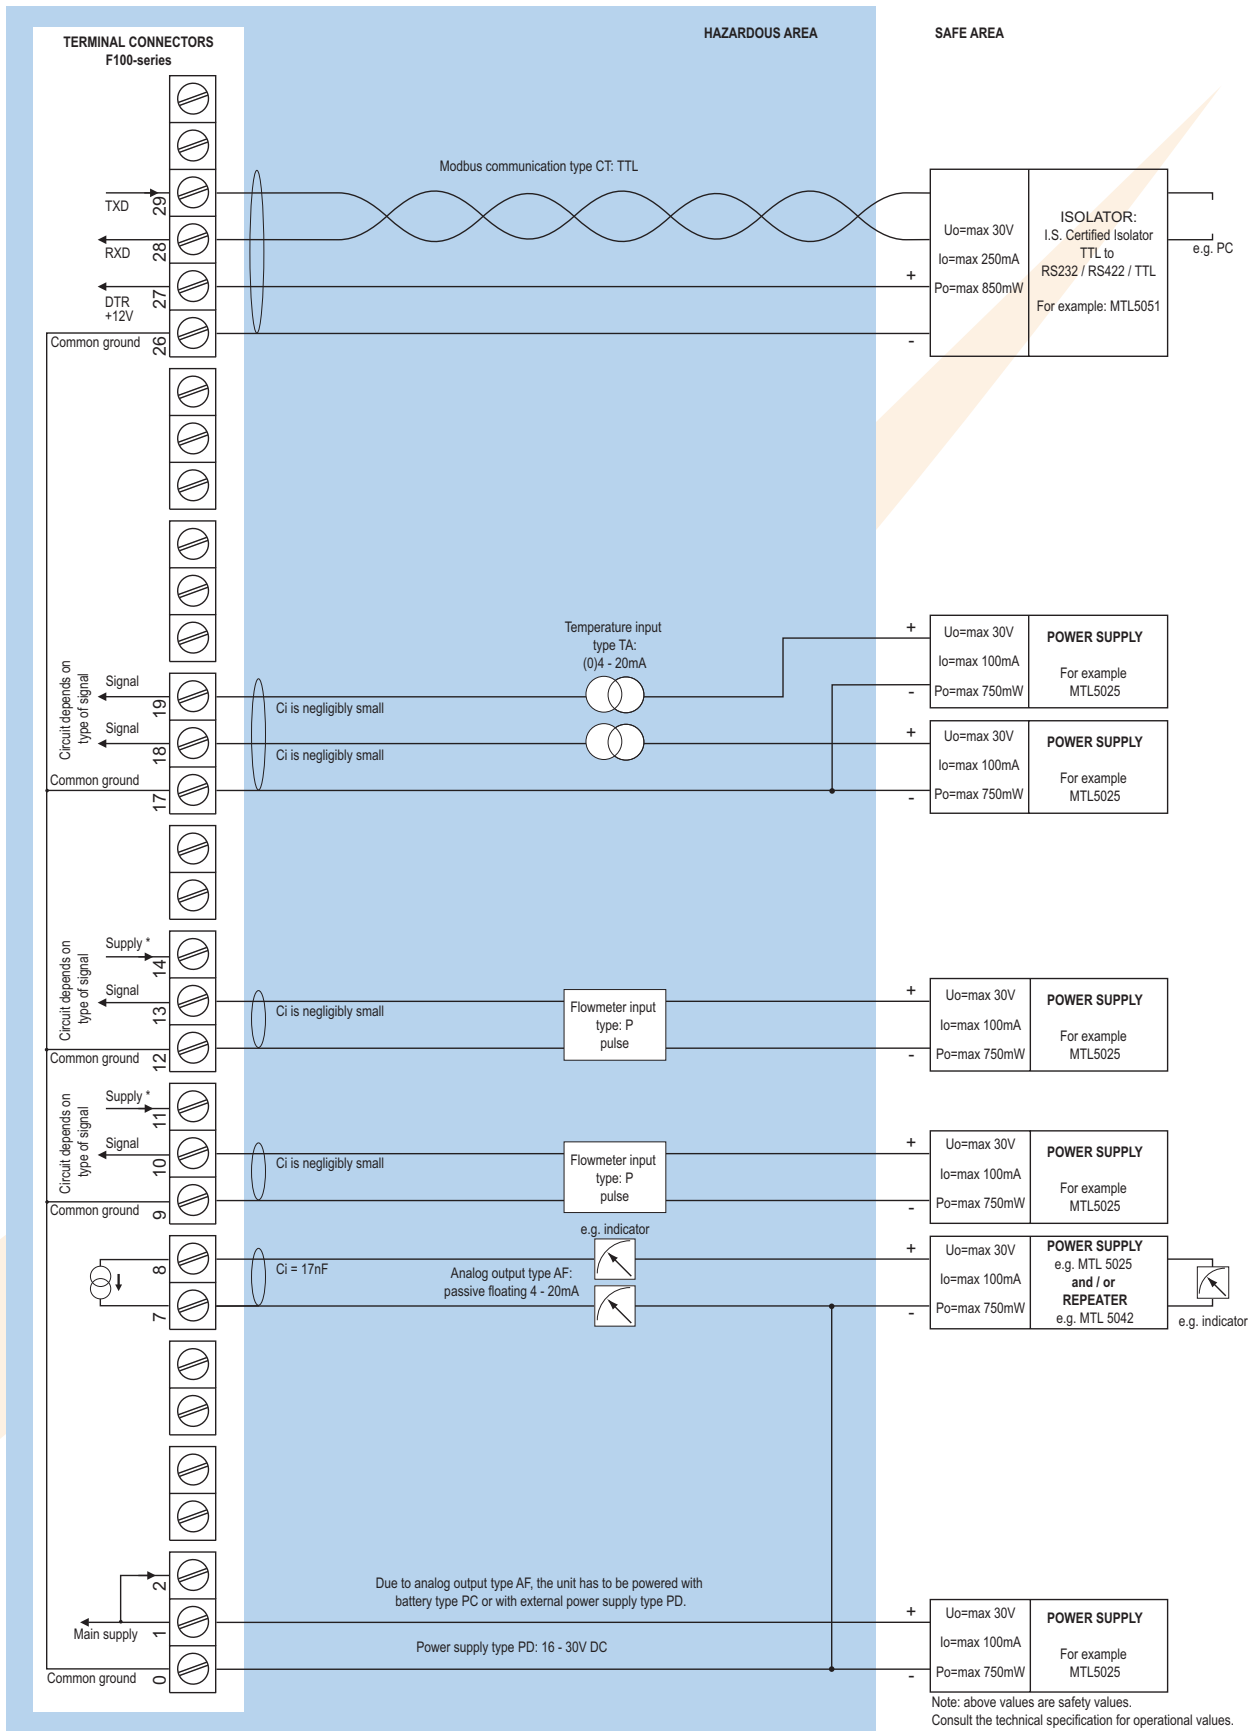 TERMINAL CONNECTORS
F100-series
HAZARDOUS AREA
SAFE AREA
Modbus communication type CT: TTL
TXD
29
RXD
28
DTR
+12V
27
Common ground
26
+
-
Uo=max 30V
Io=max 250mA
Po=max 850mW
ISOLATOR:
I.S. Certified Isolator
TTL to
RS232 / RS422 / TTL
For example: MTL5051
e.g. PC
Temperature input
type TA:
(0)4 - 20mA
Circuit depends on
type of signal
Signal
19
Ci is negligibly small
Signal
18
Ci is negligibly small
Common ground
17
+
-
Uo=max 30V
Io=max 100mA
Po=max 750mW
POWER SUPPLY
For example
MTL5025
+
-
Uo=max 30V
Io=max 100mA
Po=max 750mW
POWER SUPPLY
For example
MTL5025
Circuit depends on
type of signal
Supply *
14
Signal
13
Ci is negligibly small
Common ground
12
Flowmeter input
type: P
pulse
+
-
Uo=max 30V
Io=max 100mA
Po=max 750mW
POWER SUPPLY
For example
MTL5025
Circuit depends on
type of signal
Supply *
11
Signal
10
Ci is negligibly small
Common ground
9
Flowmeter input
type: P
pulse
+
-
Uo=max 30V
Io=max 100mA
Po=max 750mW
POWER SUPPLY
For example
MTL5025
e.g. indicator
8
Ci = 17nF
7
Analog output type AF:
passive floating 4 - 20mA
+
-
Uo=max 30V
Io=max 100mA
Po=max 750mW
POWER SUPPLY
e.g. MTL 5025
and / or
REPEATER
e.g. MTL 5042
e.g. indicator
2
Due to analog output type AF, the unit has to be powered with
battery type PC or with external power supply type PD.
Main supply
1
Power supply type PD: 16 - 30V DC
Common ground
0
+
-
Uo=max 30V
Io=max 100mA
Po=max 750mW
POWER SUPPLY
For example
MTL5025
Note: above values are safety values.
Consult the technical specification for operational values.